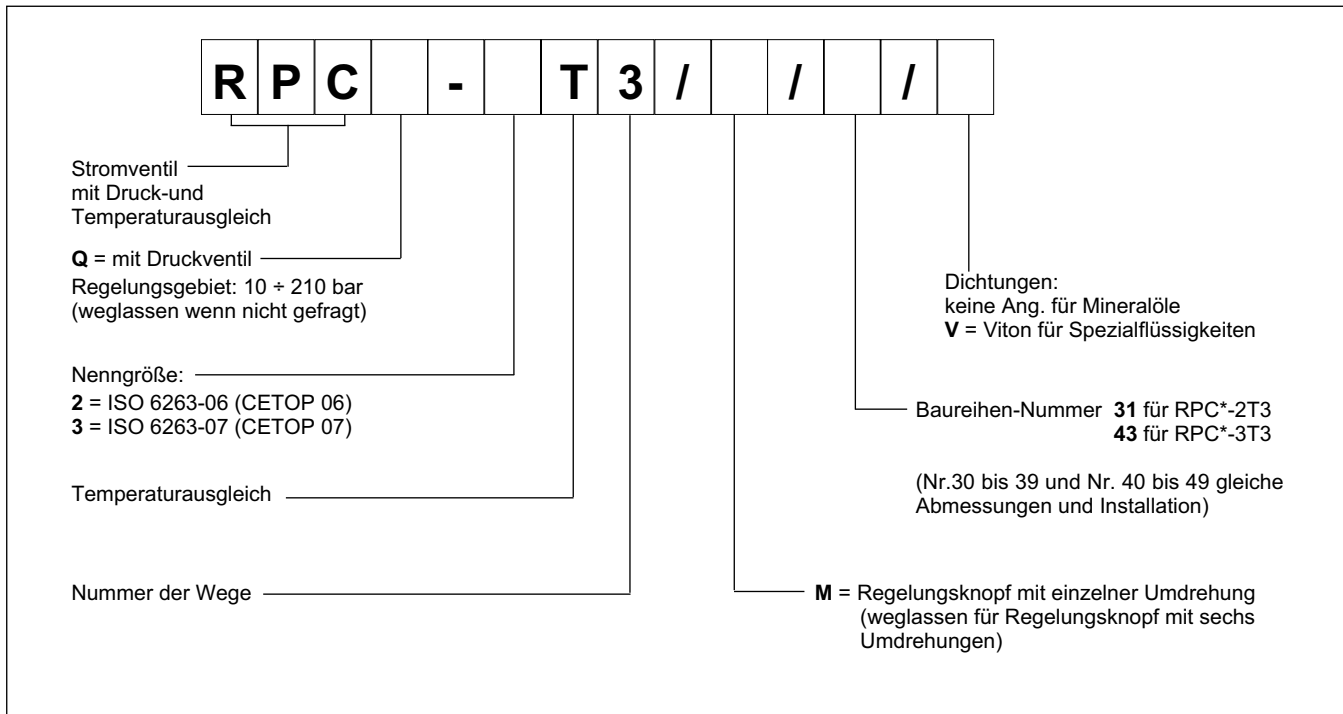 R P C - T 3 / / /
Stromventil
mit Druck-und
Temperaturausgleich
Q = mit Druckventil
Regelungsgebiet: 10 ÷ 210 bar
(weglassen wenn nicht gefragt)
Nenngröße:
2 = ISO 6263-06 (CETOP 06)
3 = ISO 6263-07 (CETOP 07)
Temperaturausgleich
Nummer der Wege
Dichtungen:
keine Ang. für Mineralöle
V = Viton für Spezialflüssigkeiten
Baureihen-Nummer 31 für RPC*-2T3
43 für RPC*-3T3
(Nr.30 bis 39 und Nr. 40 bis 49 gleiche
Abmessungen und Installation)
M = Regelungsknopf mit einzelner Umdrehung
(weglassen für Regelungsknopf mit sechs
Umdrehungen)